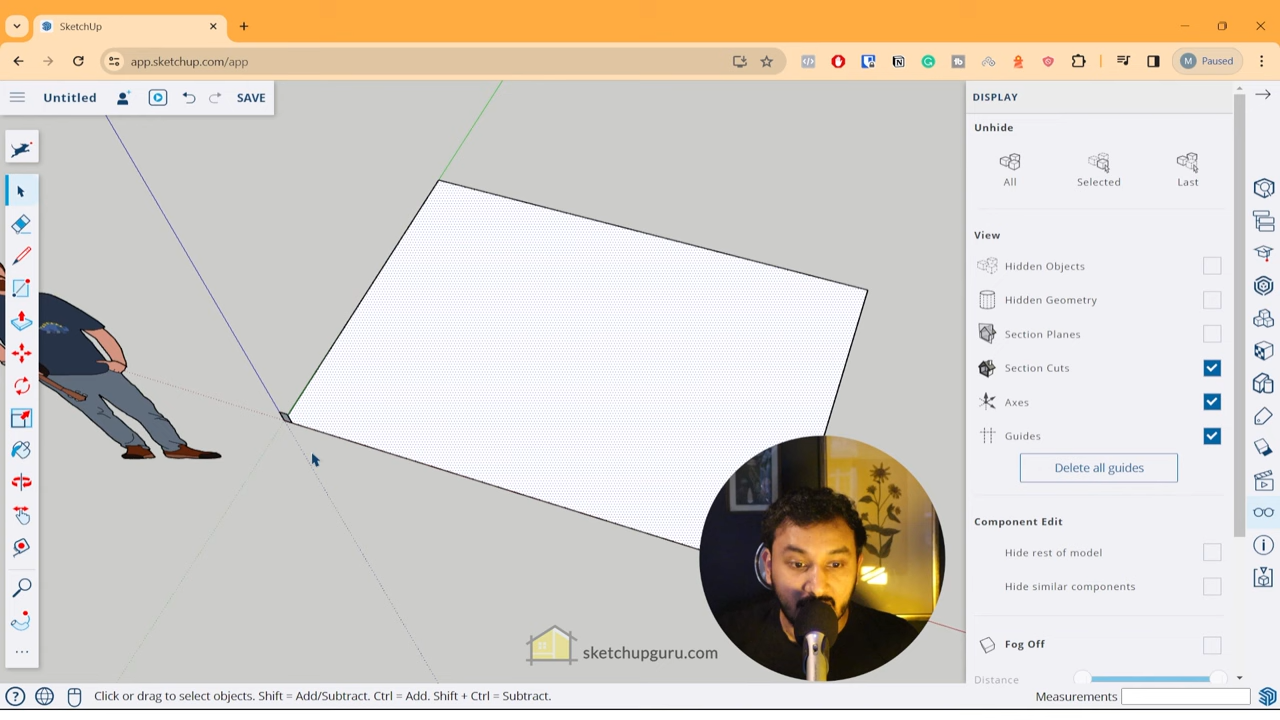 SketchUp
app.sketchup.com/app
M Paused
Untitled
SAVE
DISPLAY
Unhide
All Selected Last
View
Hidden Objects
Hidden Geometry
Section Planes
Section Cuts
Axes
Guides
Delete all guides
Component Edit
Hide rest of model
Hide similar components
Fog Off
Distance
sketchupguru.com
Click or drag to select objects. Shift = Add/Subtract. Ctrl = Add. Shift + Ctrl = Subtract.
Measurements